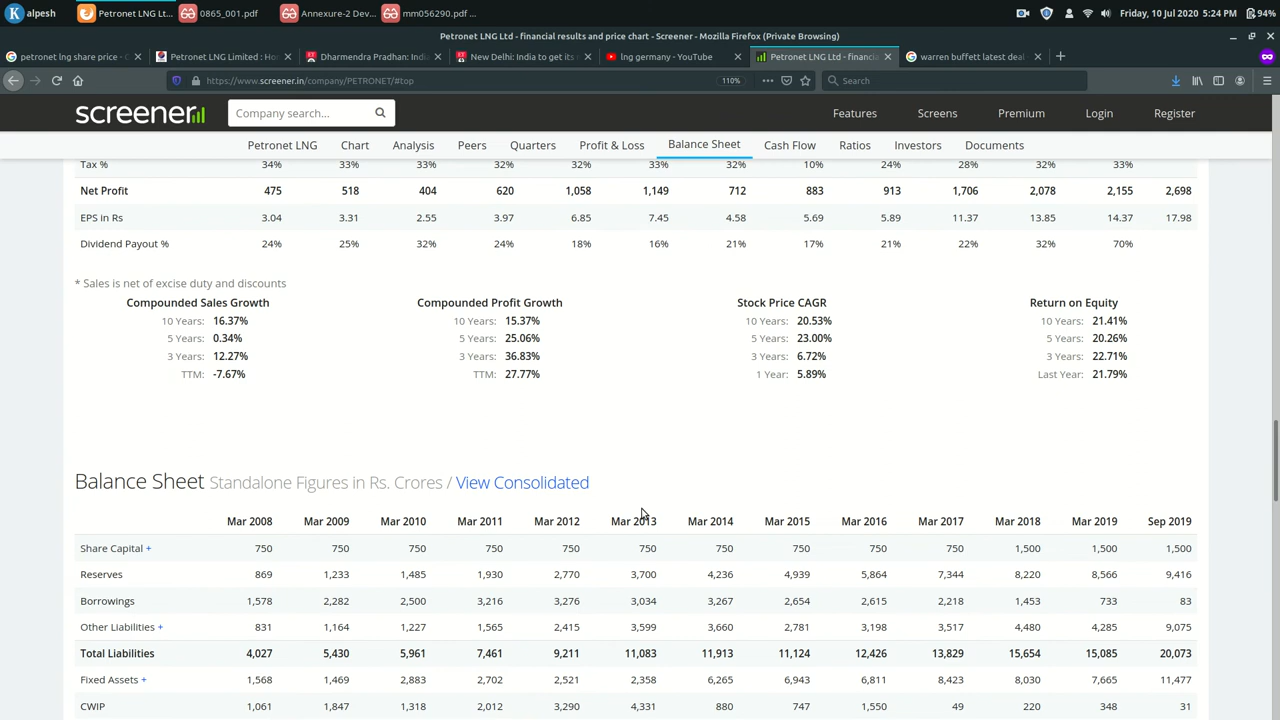 alpesh
Petronet LNG Lt...
0865_001.pdf
Annexure-2 Dev...
mm056290.pdf ...
Friday, 10 Jul 2020, 5:24 PM
94%
Petronet LNG Ltd - financial results and price chart - Screener - Mozilla Firefox (Private Browsing)
petronet lng share price
Petronet LNG Limited : Ho
Dharmendra Pradhan: Indi
New Delhi: India to get its
lng germany - YouTube
Petronet LNG Ltd - financia
warren buffett latest deal
https://www.screener.in/company/PETRONET/#top
110%
Search
screener
Company search...
Features Screens Premium Login Register
Petronet LNG Chart Analysis Peers Quarters Profit & Loss Balance Sheet Cash Flow Ratios Investors Documents
Tax % 34% 33% 33% 32% 32% 33% 32% 10% 24% 28% 32% 33%
Net Profit 475 518 404 620 1,058 1,149 712 883 913 1,706 2,078 2,155 2,698
EPS in Rs 3.04 3.31 2.55 3.97 6.85 7.45 4.58 5.69 5.89 11.37 13.85 14.37 17.98
Dividend Payout % 24% 25% 32% 24% 18% 16% 21% 17% 21% 22% 32% 70%
* Sales is net of excise duty and discounts
Compounded Sales Growth
10 Years: 16.37%
5 Years: 0.34%
3 Years: 12.27%
TTM: -7.67%
Compounded Profit Growth
10 Years: 15.37%
5 Years: 25.06%
3 Years: 36.83%
TTM: 27.77%
Stock Price CAGR
10 Years: 20.53%
5 Years: 23.00%
3 Years: 6.72%
1 Year: 5.89%
Return on Equity
10 Years: 21.41%
5 Years: 20.26%
3 Years: 22.71%
Last Year: 21.79%
Balance Sheet Standalone Figures in Rs. Crores / View Consolidated
Mar 2008 Mar 2009 Mar 2010 Mar 2011 Mar 2012 Mar 2013 Mar 2014 Mar 2015 Mar 2016 Mar 2017 Mar 2018 Mar 2019 Sep 2019
Share Capital + 750 750 750 750 750 750 750 750 750 750 1,500 1,500 1,500
Reserves 869 1,233 1,485 1,930 2,770 3,700 4,236 4,939 5,864 7,344 8,220 8,566 9,416
Borrowings 1,578 2,282 2,500 3,216 3,276 3,034 3,267 2,654 2,615 2,218 1,453 733 83
Other Liabilities + 831 1,164 1,227 1,565 2,415 3,599 3,660 2,781 3,198 3,517 4,480 4,285 9,075
Total Liabilities 4,027 5,430 5,961 7,461 9,211 11,083 11,913 11,124 12,426 13,829 15,654 15,085 20,073
Fixed Assets + 1,568 1,469 2,883 2,702 2,521 2,358 6,265 6,943 6,811 8,423 8,030 7,665 11,477
CWIP 1,061 1,847 1,318 2,012 3,290 4,331 880 747 1,550 49 220 348 31